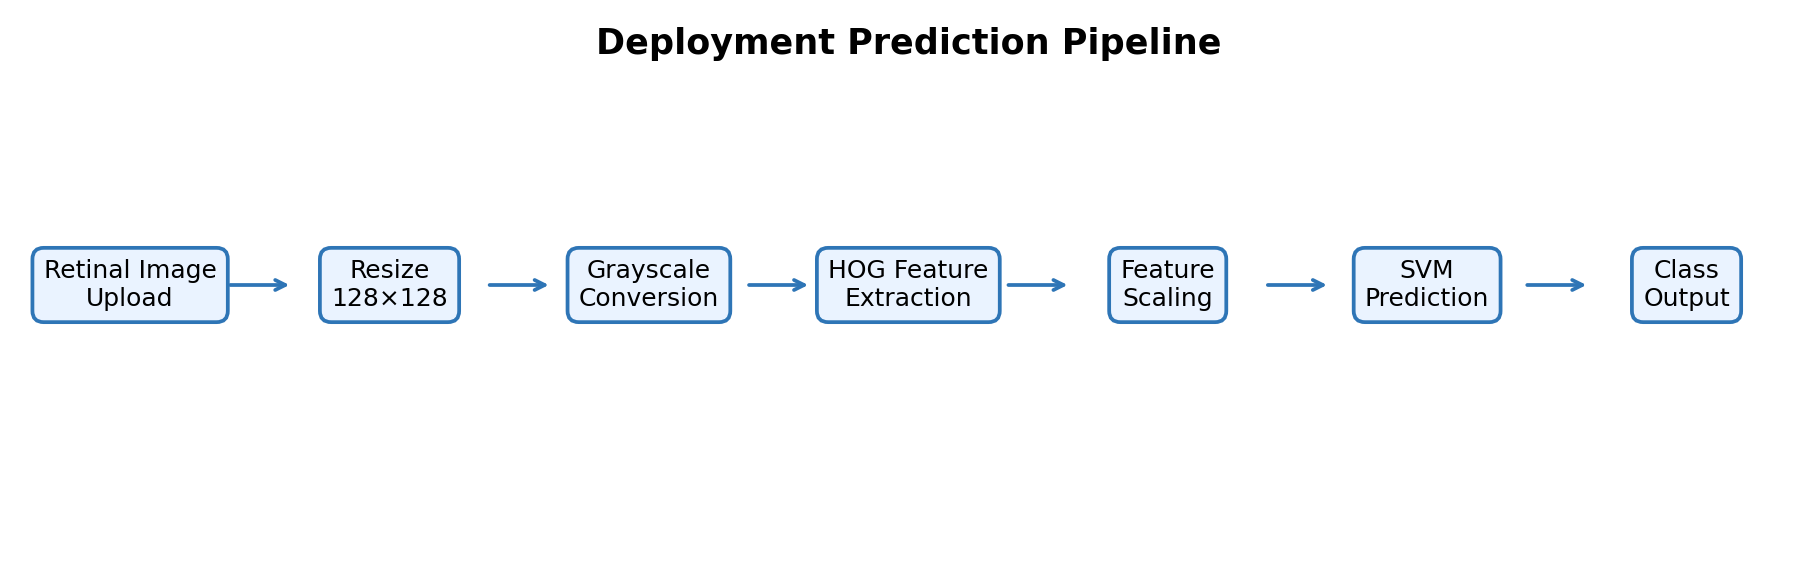 Deployment Prediction Pipeline
Retinal Image
Upload
Resize
128×128
Grayscale
Conversion
HOG Feature
Extraction
Feature
Scaling
SVM
Prediction
Class
Output